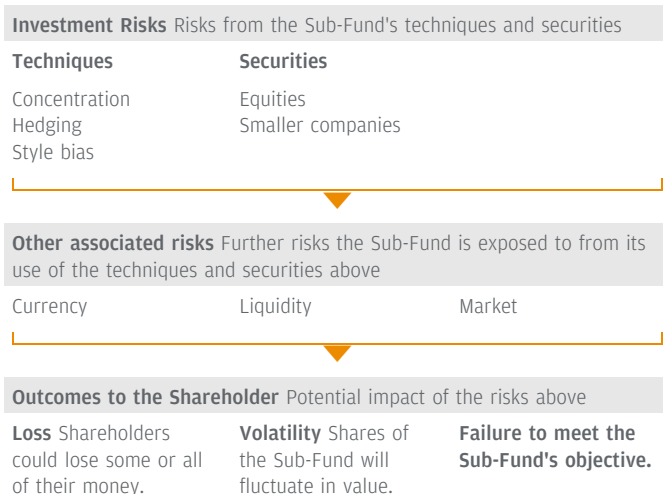 Investment Risks Risks from the Sub-Fund's techniques and securities
Techniques
Securities
Concentration
Hedging
Style bias
Equities
Smaller companies
Other associated risks Further risks the Sub-Fund is exposed to from its
use of the techniques and securities above
Currency
Liquidity
Market
Outcomes to the Shareholder Potential impact of the risks above
Loss Shareholders
could lose some or all
of their money.
Volatility Shares of
the Sub-Fund will
fluctuate in value.
Failure to meet the
Sub-Fund's objective.